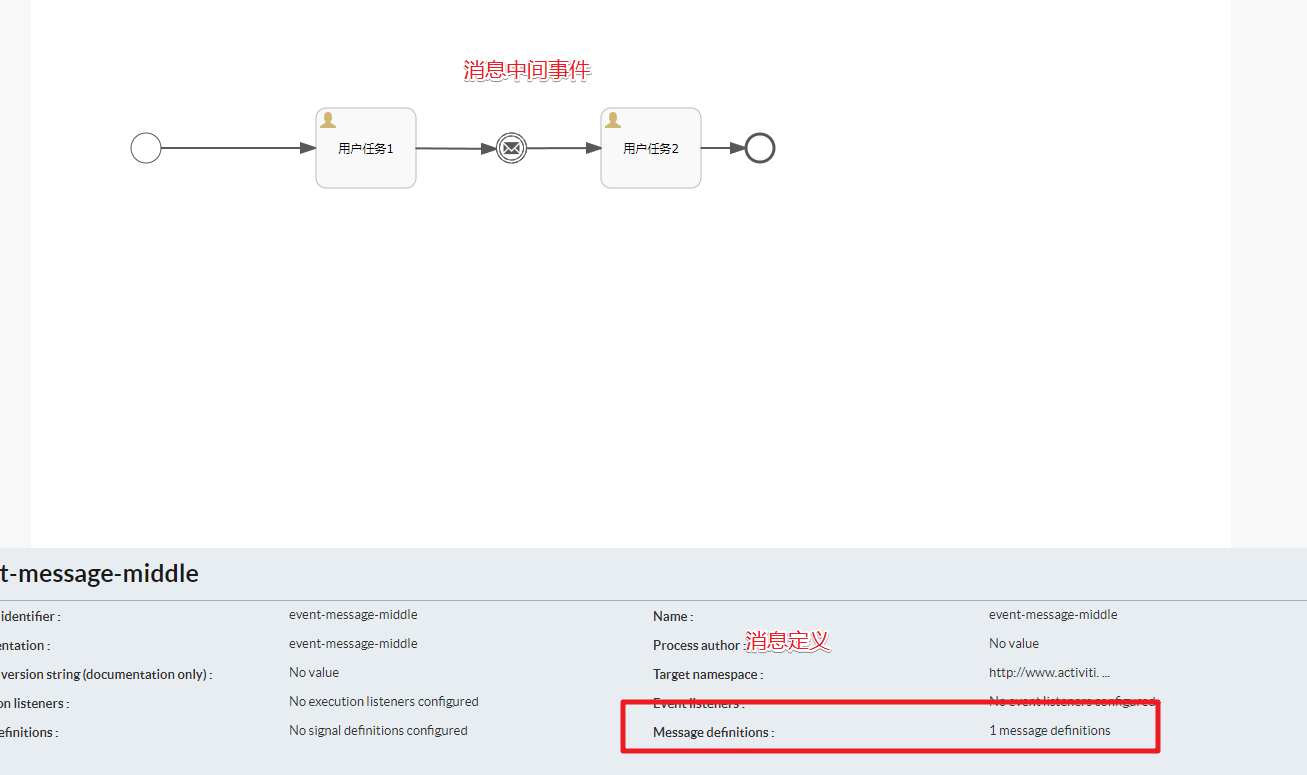 消息中间事件
用户任务1
用户任务2
t-message-middle
identifier :
event-message-middle
Name :
event-message-middle
entation :
event-message-middle
Process author :
消息定义
No value
version string (documentation only) :
No value
Target namespace :
http://www.activiti. ...
on listeners :
No execution listeners configured
Event listeners :
No event listeners configured
efinitions :
No signal definitions configured
Message definitions :
1 message definitions